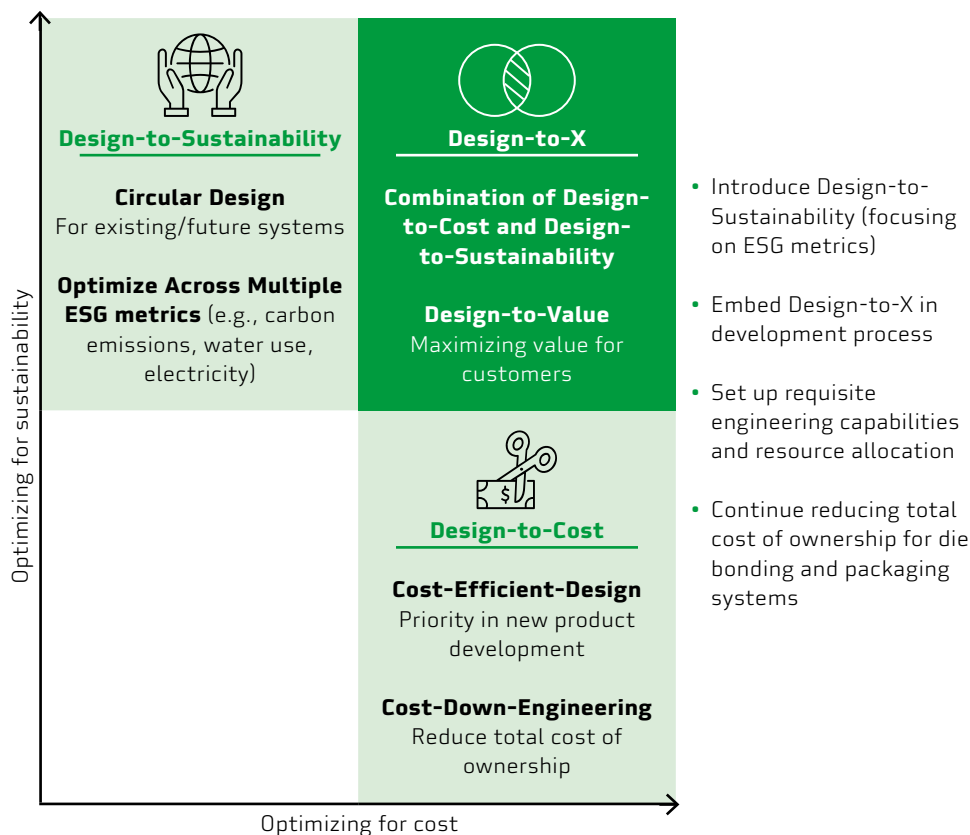 Optimizing for sustainability
Design-to-Sustainability
Circular Design
For existing/future systems
Optimize Across Multiple
ESG metrics (e.g., carbon
emissions, water use,
electricity)
Design-to-X
Combination of Design-
to-Cost and Design-
to-Sustainability
Design-to-Value
Maximizing value for
customers
$
Design-to-Cost
Cost-Efficient-Design
Priority in new product
development
Cost-Down-Engineering
Reduce total cost of
ownership
Optimizing for cost
• Introduce Design-to-
Sustainability (focusing
on ESG metrics)
• Embed Design-to-X in
development process
• Set up requisite
engineering capabilities
and resource allocation
• Continue reducing total
cost of ownership for die
bonding and packaging
systems